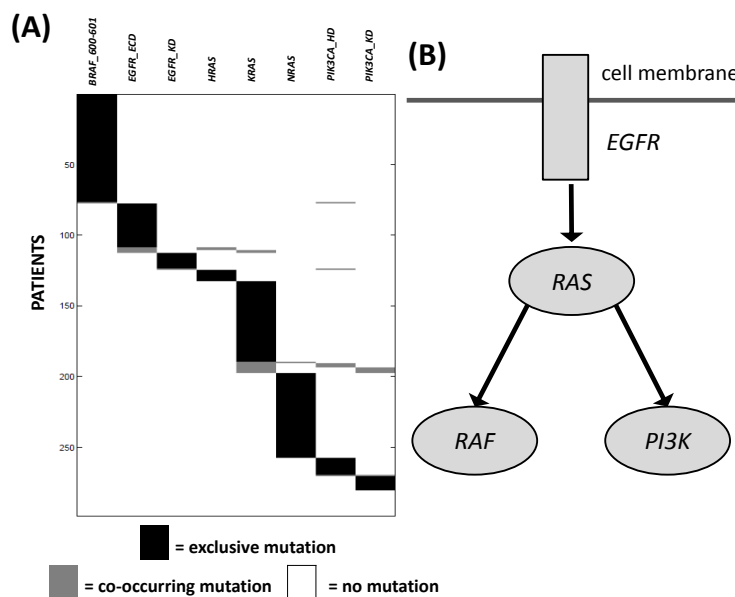 (A)
BRAF_600-601
EGFR_ECD
EGFR_KD
HRAS
KRAS
NRAS
PIK3CA_HD
PIK3CA_KD
PATIENTS
50
100
150
200
250
= exclusive mutation
= co-occurring mutation
= no mutation
(B)
cell membrane
EGFR
RAS
RAF
PI3K